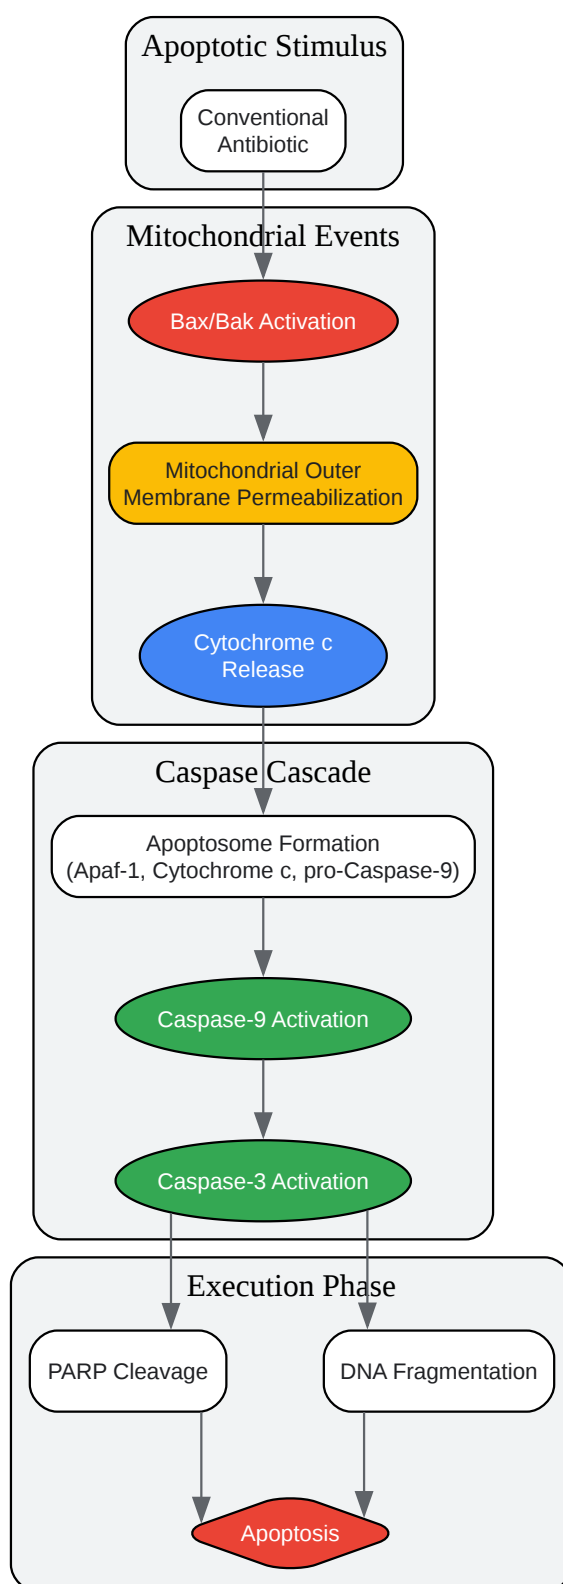 Apoptotic Stimulus
Conventional
Antibiotic
Mitochondrial Events
Bax/Bak Activation
Mitochondrial Outer
Membrane Permeabilization
Cytochrome c
Release
Caspase Cascade
Apoptosome Formation
(Apaf-1, Cytochrome c, pro-Caspase-9)
Caspase-9 Activation
Caspase-3 Activation
Execution Phase
PARP Cleavage
DNA Fragmentation
Apoptosis